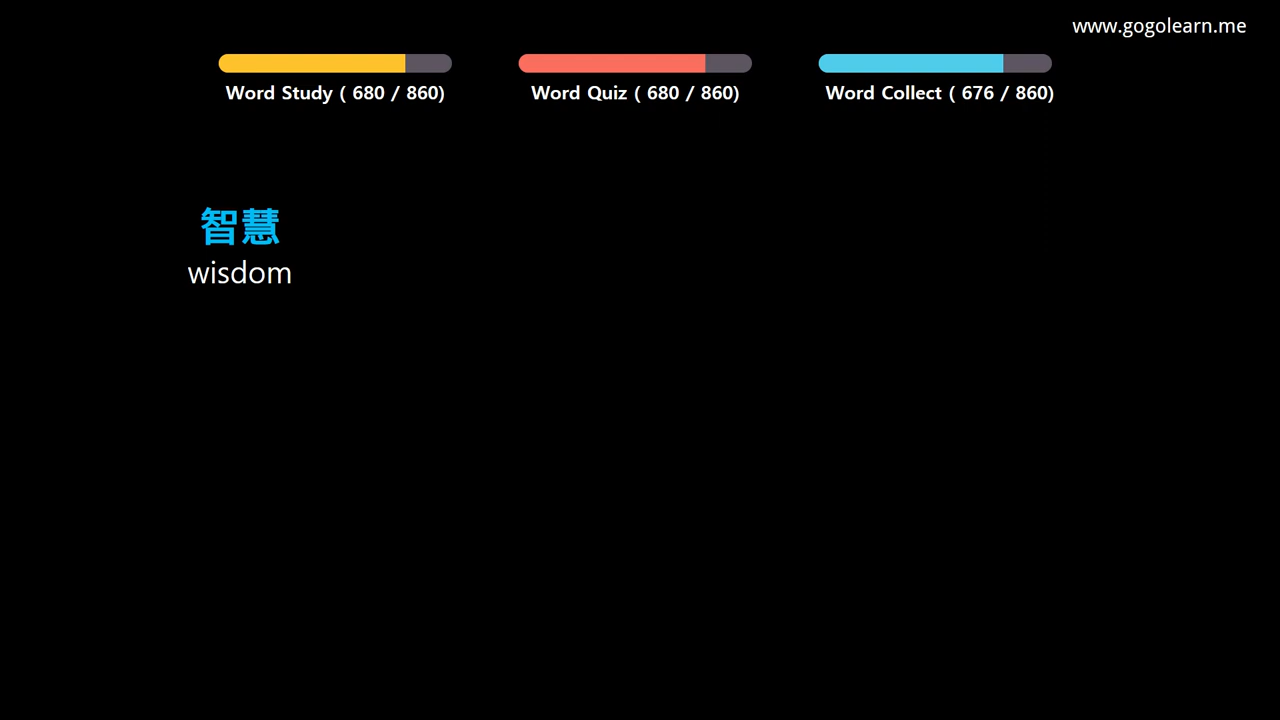 www.gogolearn.me
Word Study ( 680 / 860)
Word Quiz ( 680 / 860)
Word Collect ( 676 / 860)
智慧
wisdom